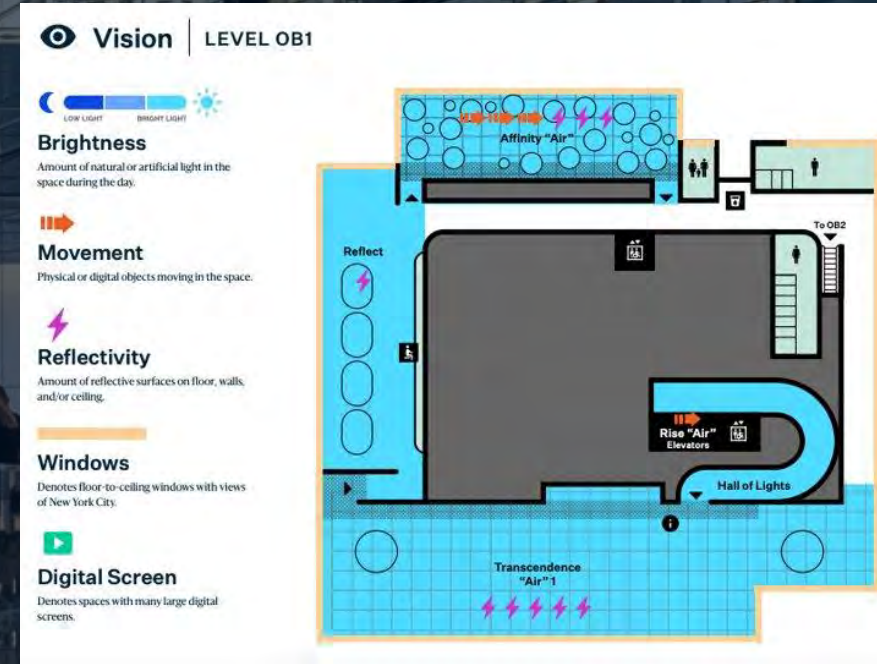 Vision | LEVEL OB1
LOW LIGHT BRIGHT LIGHT
Brightness
Amount of natural or artificial light in the
space during the day.
Movement
Physical or digital objects moving in the space.
Reflectivity
Amount of reflective surfaces on floor, walls,
and/or ceiling.
Windows
Denotes floor-to-ceiling windows with views
of New York City.
Digital Screen
Denotes spaces with many large digital
screens.
Affinity "Air"
To OB2
Reflect
Rise "Air"
Elevators
Hall of Lights
i
Transcendence
"Air" 1